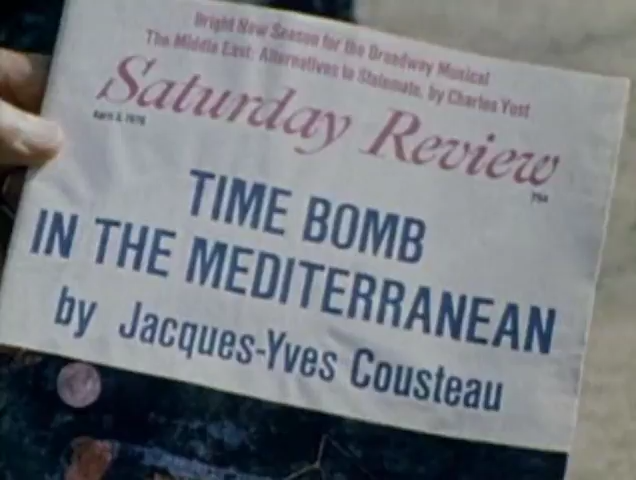 Bright New Season for the Broadway Musical
The Middle East: Alternatives to Stalemate, by Charles Yost
Saturday Review
TIME BOMB
IN THE MEDITERRANEAN
by Jacques-Yves Cousteau